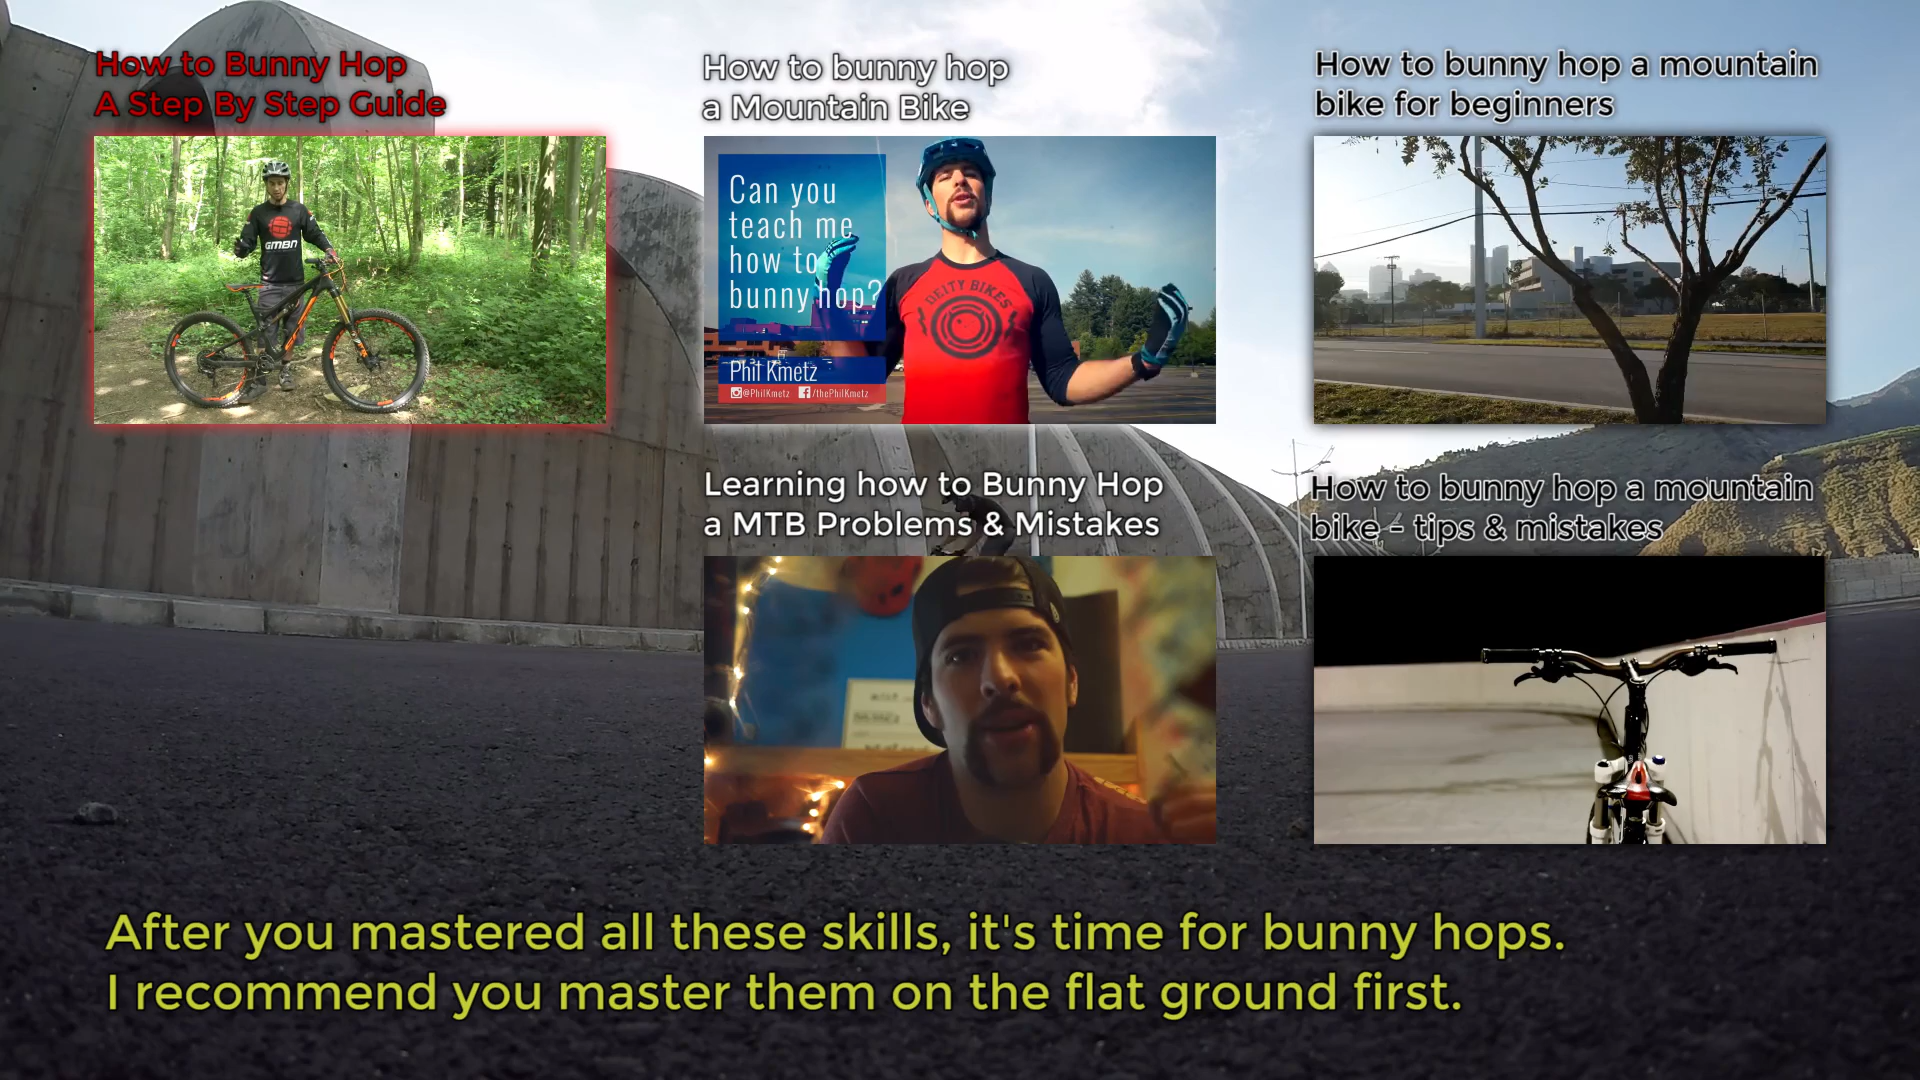 How to Bunny Hop
A Step By Step Guide
GMBN
How to bunny hop
a Mountain Bike
Can you
teach me
how to
bunny hop?
DEITY BIKES
Phil Kmetz
@PhilKmetz /thePhilKmetz
How to bunny hop a mountain
bike for beginners
Learning how to Bunny Hop
a MTB Problems & Mistakes
How to bunny hop a mountain
bike - tips & mistakes
After you mastered all these skills, it's time for bunny hops.
I recommend you master them on the flat ground first.